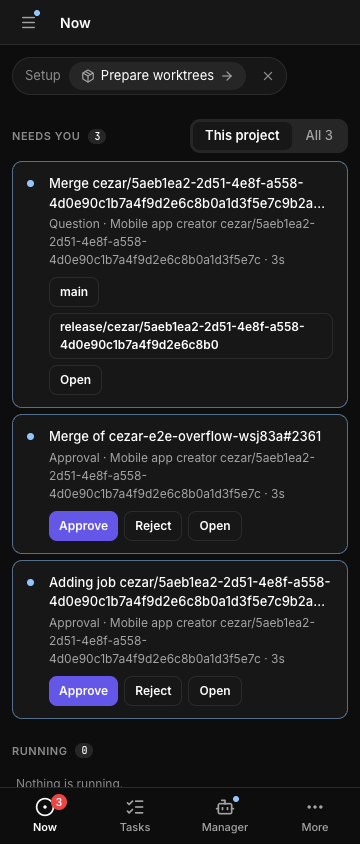 Now
Setup Prepare worktrees
NEEDS YOU 3 This project All 3
Merge cezar/5aeb1ea2-2d51-4e8f-a558-
4d0e90c1b7a4f9d2e6c8b0a1d3f5e7c9b2a...
Question · Mobile app creator cezar/5aeb1ea2-
2d51-4e8f-a558-
4d0e90c1b7a4f9d2e6c8b0a1d3f5e7c · 3s
main
release/cezar/5aeb1ea2-2d51-4e8f-a558-
4d0e90c1b7a4f9d2e6c8b0
Open
Merge of cezar-e2e-overflow-wsj83a#2361
Approval · Mobile app creator cezar/5aeb1ea2-
2d51-4e8f-a558-
4d0e90c1b7a4f9d2e6c8b0a1d3f5e7c · 3s
Approve Reject Open
Adding job cezar/5aeb1ea2-2d51-4e8f-a558-
4d0e90c1b7a4f9d2e6c8b0a1d3f5e7c9b2a...
Approval · Mobile app creator cezar/5aeb1ea2-
2d51-4e8f-a558-
4d0e90c1b7a4f9d2e6c8b0a1d3f5e7c · 3s
Approve Reject Open
RUNNING 0
Nothing is running.
3
Now Tasks Manager More